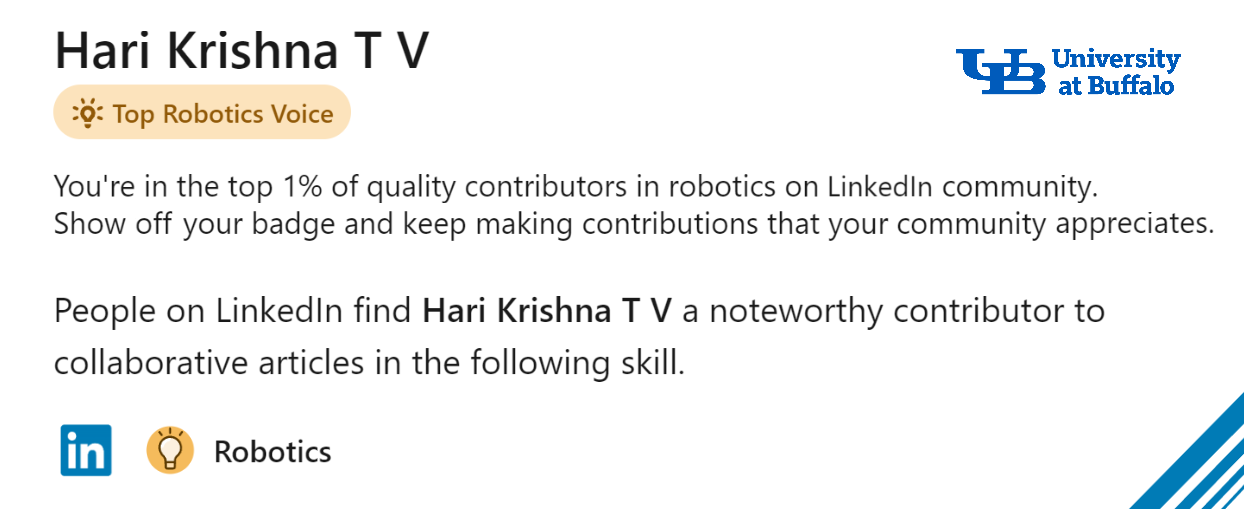 Hari Krishna T V
University
at Buffalo
Top Robotics Voice
You're in the top 1% of quality contributors in robotics on LinkedIn community.
Show off your badge and keep making contributions that your community appreciates.
People on LinkedIn find Hari Krishna T V a noteworthy contributor to
collaborative articles in the following skill.
in
Robotics